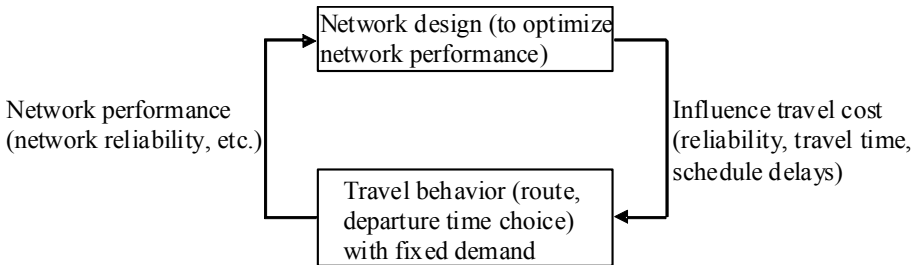 Network design (to optimize
network performance)
Network performance
(network reliability, etc.)
Influence travel cost
(reliability, travel time,
schedule delays)
Travel behavior (route,
departure time choice)
with fixed demand